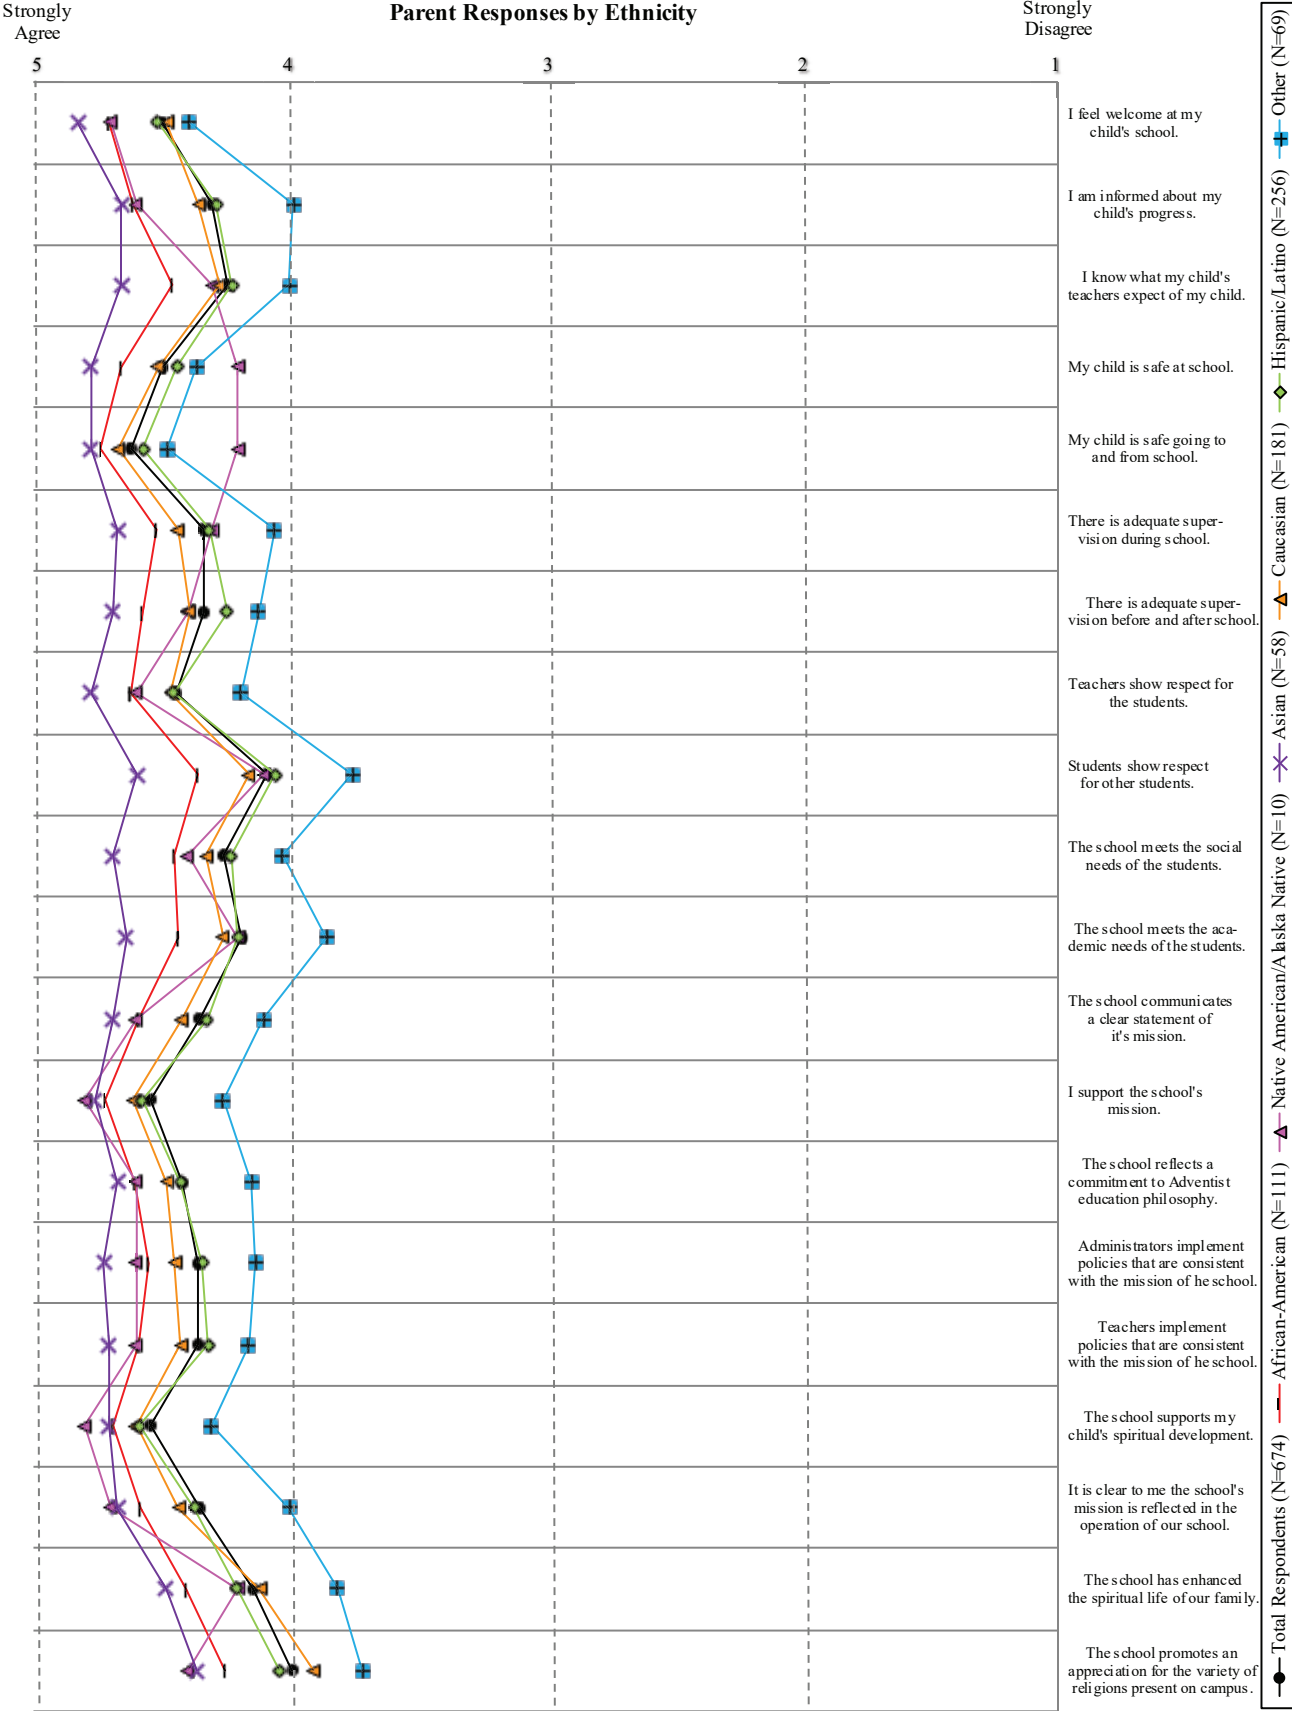 Strongly
Agree
Parent Responses by Ethnicity
Strongly
Disagree
5
4
3
2
1
I feel welcome at my
child's school.
I am informed about my
child's progress.
I know what my child's
teachers expect of my child.
My child is safe at school.
My child is safe going to
and from school.
There is adequate super-
vision during school.
There is adequate super-
vision before and after school.
Teachers show respect for
the students.
Students show respect
for other students.
The school meets the social
needs of the students.
The school meets the aca-
demic needs of the students.
The school communicates
a clear statement of
it's mission.
I support the school's
mission.
The school reflects a
commitment to Adventist
education philosophy.
Administrators implement
policies that are consistent
with the mission of he school.
Teachers implement
policies that are consistent
with the mission of he school.
The school supports my
child's spiritual development.
It is clear to me the school's
mission is reflected in the
operation of our school.
The school has enhanced
the spiritual life of our family.
The school promotes an
appreciation for the variety of
religions present on campus.
Total Respondents (N=674)
African-American (N=111)
Native American/Alaska Native (N=10)
Asian (N=58)
Caucasian (N=181)
Hispanic/Latino (N=256)
Other (N=69)